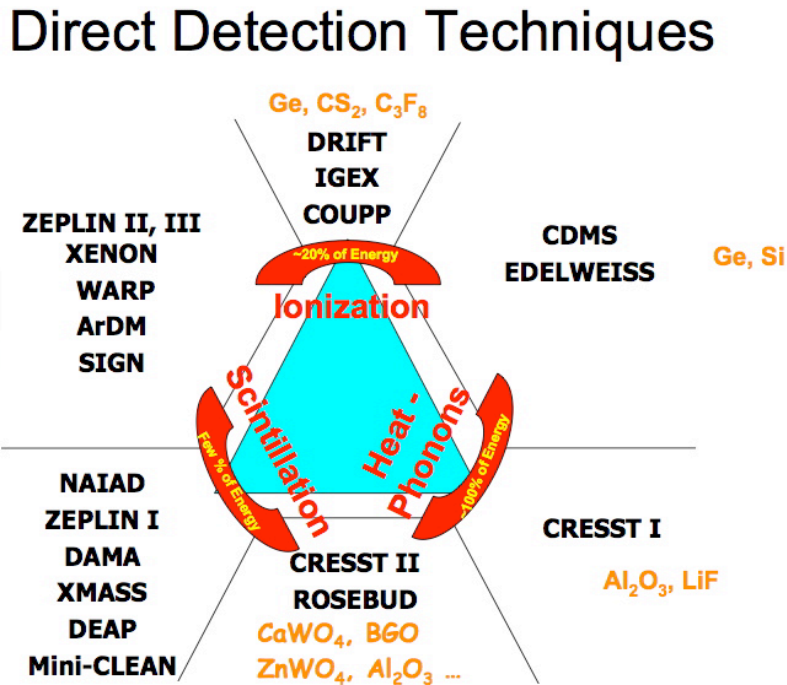 Direct Detection Techniques
Ge, CS₂, C₃F₈
DRIFT
IGEX
COUPP
ZEPLIN II, III
XENON
WARP
ArDM
SIGN
CDMS
EDELWEISS
Ge, Si
~20% of Energy
Ionization
Scintillation
Few % of Energy
Heat -
Phonons
~100% of Energy
NAIAD
ZEPLIN I
DAMA
XMASS
DEAP
Mini-CLEAN
CRESST II
ROSEBUD
CaWO₄, BGO
ZnWO₄, Al₂O₃ ...
CRESST I
Al₂O₃, LiF